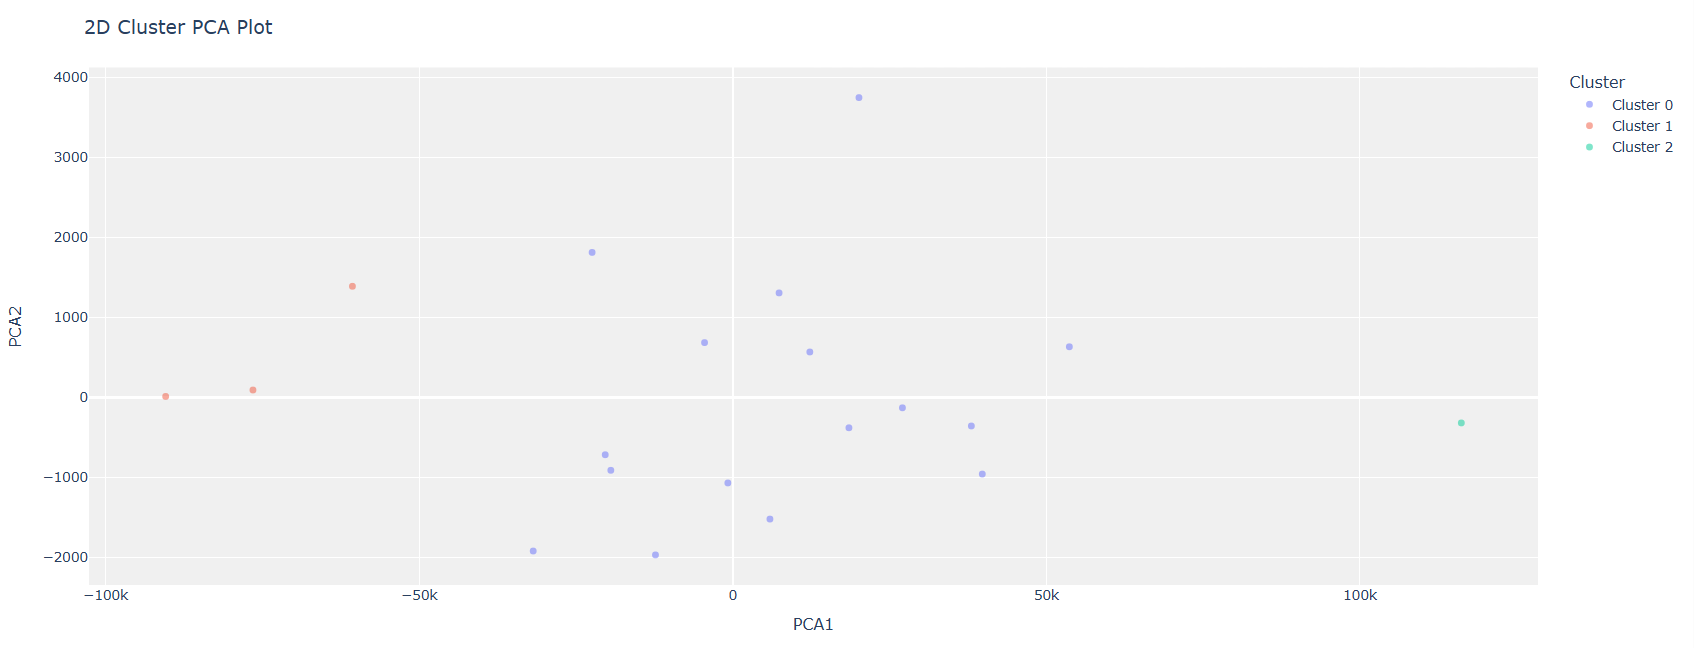 2D Cluster PCA Plot
Cluster
Cluster 0
Cluster 1
Cluster 2
4000
3000
2000
1000
0
−1000
−2000
PCA2
−100k
−50k
0
50k
100k
PCA1